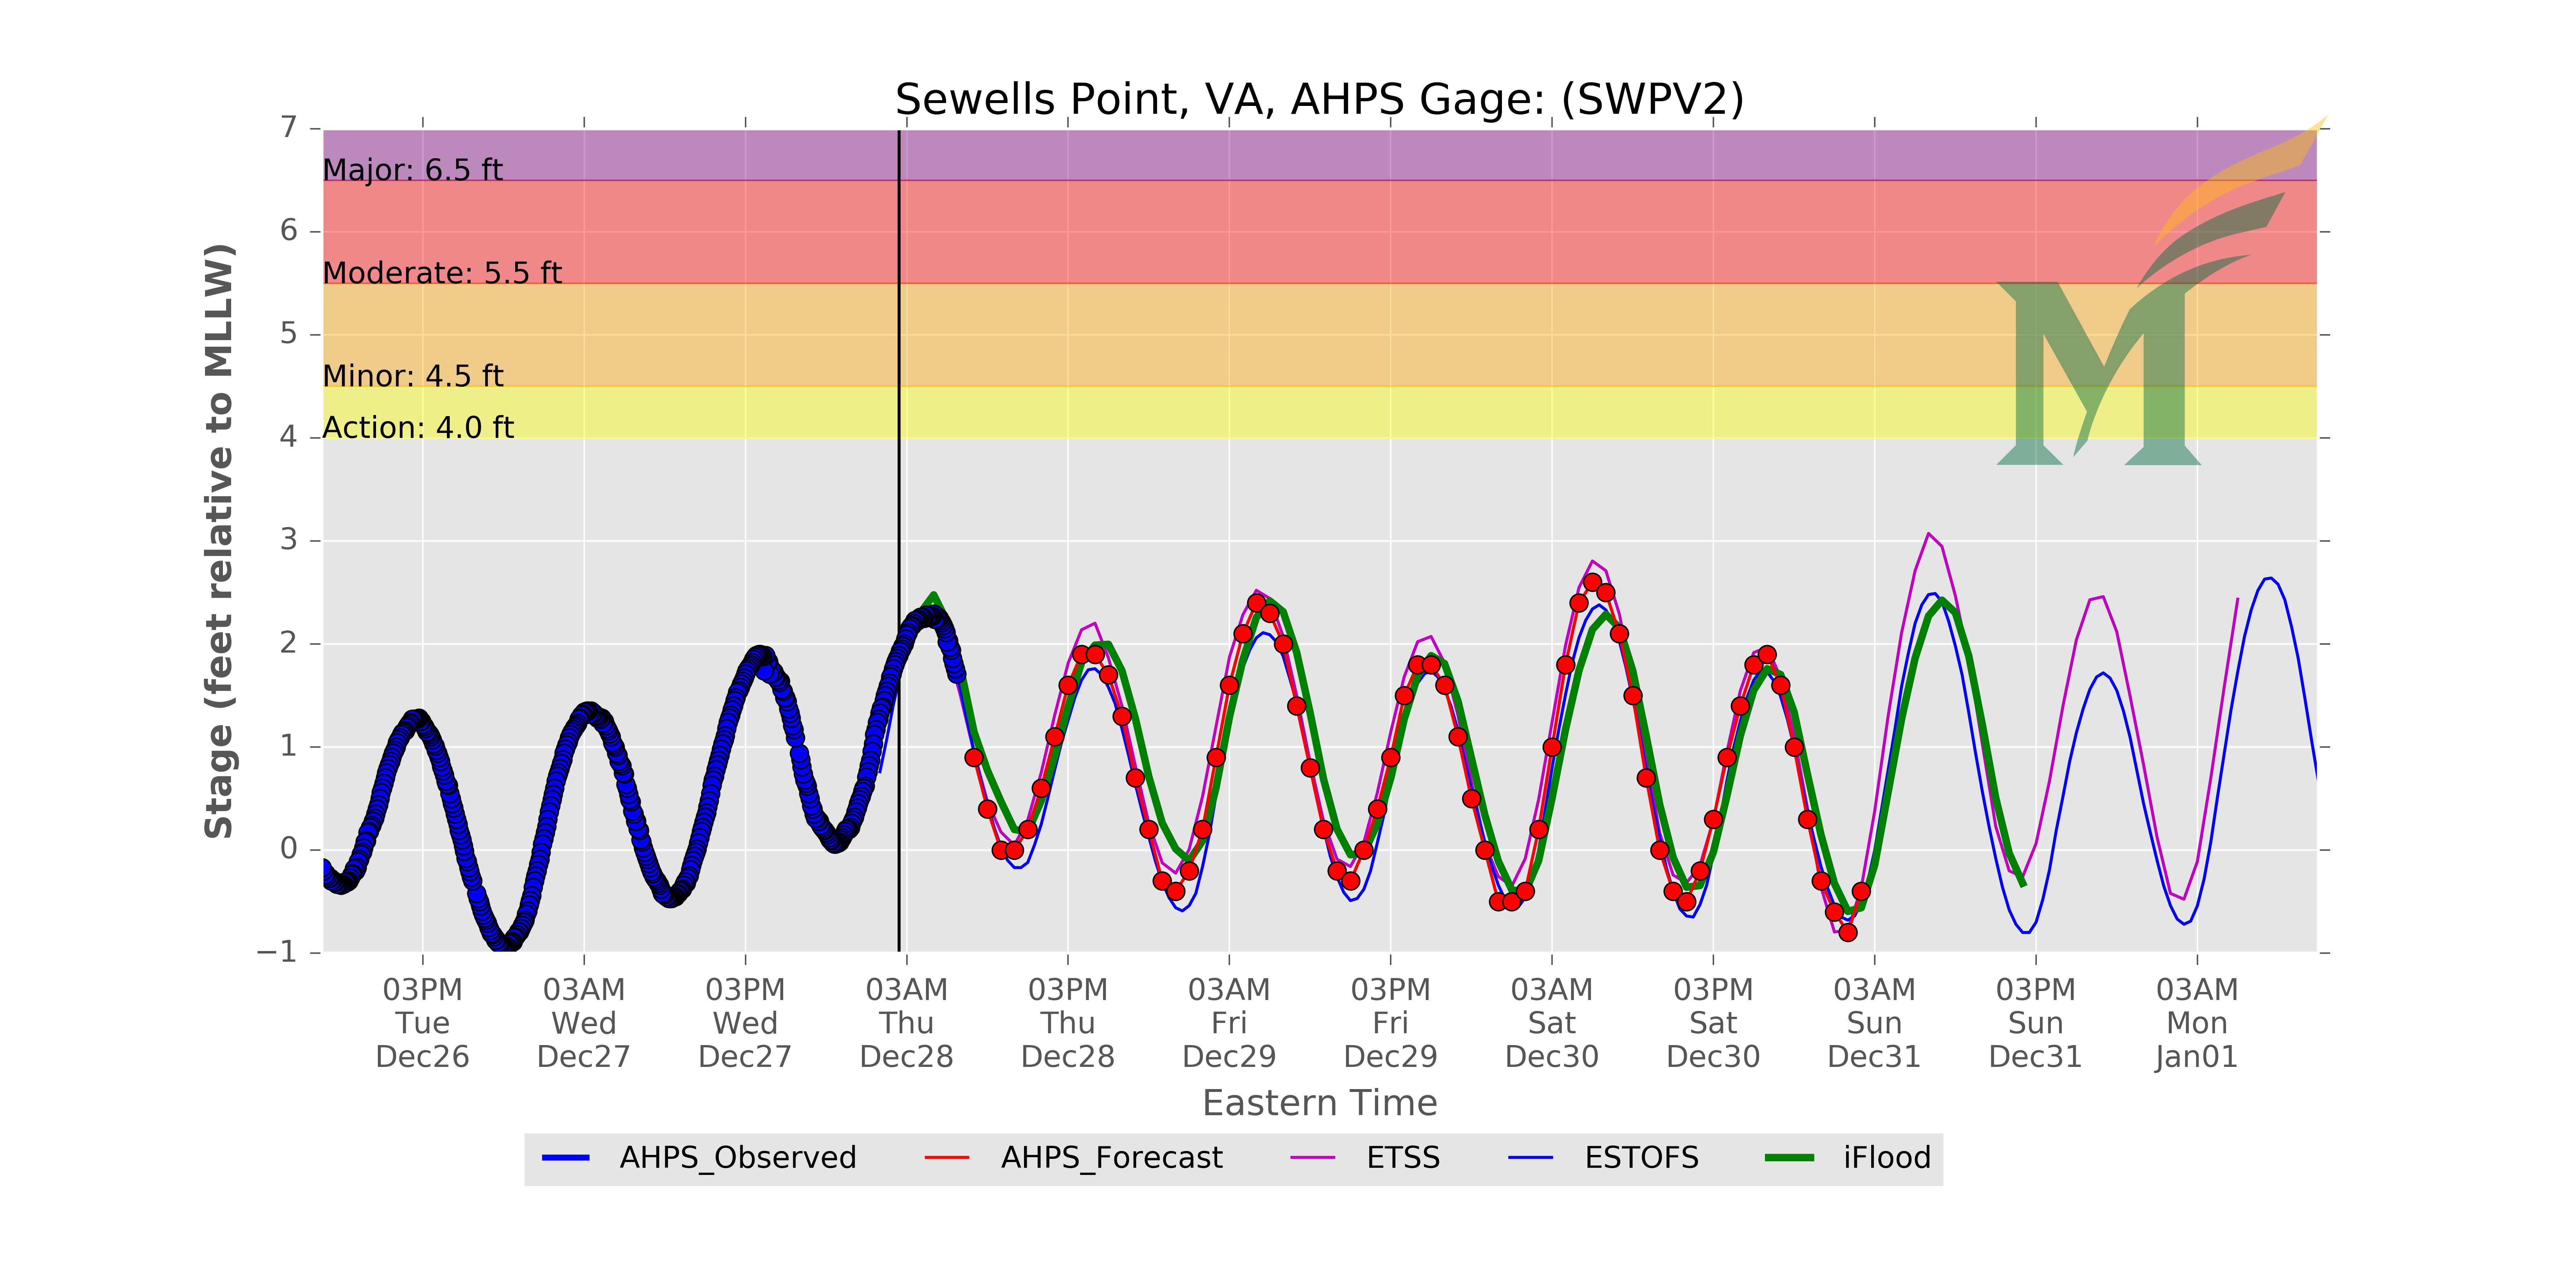 Sewells Point, VA, AHPS Gage: (SWPV2)
7
6
5
4
3
2
1
0
−1
Stage (feet relative to MLLW)
Major: 6.5 ft
Moderate: 5.5 ft
Minor: 4.5 ft
Action: 4.0 ft
M
03PM 03AM 03PM 03AM 03PM 03AM 03PM 03AM 03PM 03AM 03PM 03AM
Tue Wed Wed Thu Thu Fri Fri Sat Sat Sun Sun Mon
Dec26 Dec27 Dec27 Dec28 Dec28 Dec29 Dec29 Dec30 Dec30 Dec31 Dec31 Jan01
Eastern Time
AHPS_Observed AHPS_Forecast ETSS ESTOFS iFlood